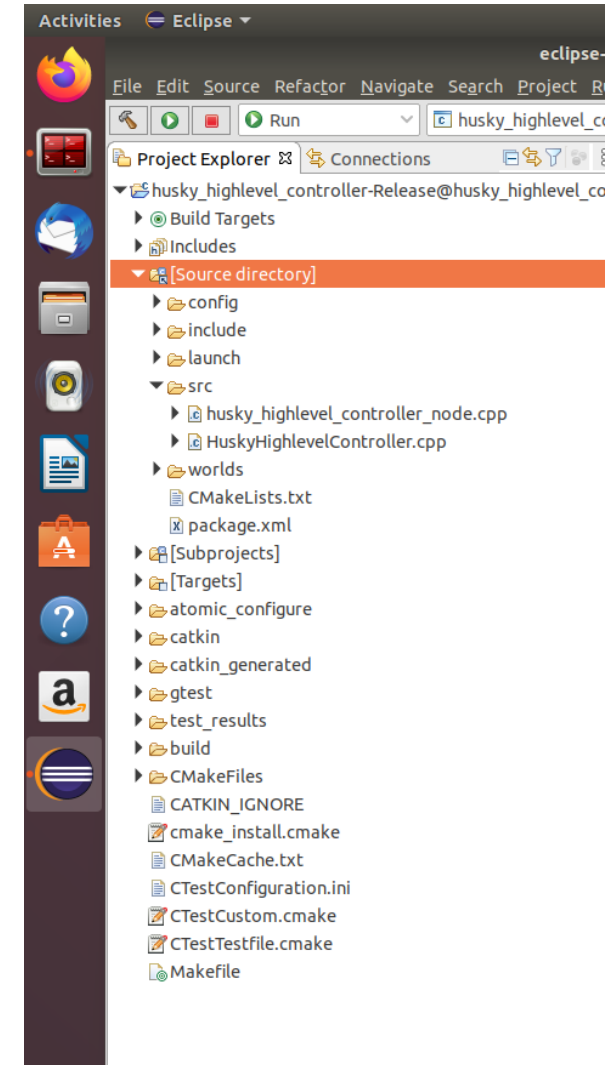 Activities Eclipse
eclipse-
File Edit Source Refactor Navigate Search Project
Run husky_highlevel_co
Project Explorer Connections
husky_highlevel_controller-Release@husky_highlevel_co
Build Targets
Includes
[Source directory]
config
include
launch
src
husky_highlevel_controller_node.cpp
HuskyHighlevelController.cpp
worlds
CMakeLists.txt
package.xml
[Subprojects]
[Targets]
atomic_configure
catkin
catkin_generated
gtest
test_results
build
CMakeFiles
CATKIN_IGNORE
cmake_install.cmake
CMakeCache.txt
CTestConfiguration.ini
CTestCustom.cmake
CTestTestfile.cmake
Makefile